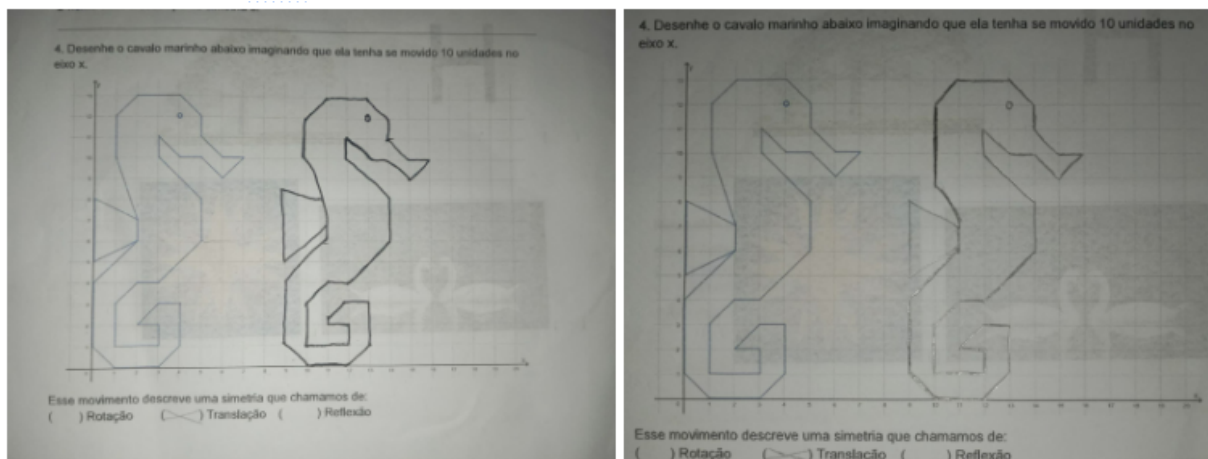 4. Desenhe o cavalo marinho abaixo imaginando que ela tenha se movido 10 unidades no
eixo x.
Esse movimento descreve uma simetria que chamamos de:
( ) Rotação ( ) Translação ( ) Reflexão
4. Desenhe o cavalo marinho abaixo imaginando que ela tenha se movido 10 unidades no
eixo x.
Esse movimento descreve uma simetria que chamamos de:
( ) Rotação ( ) Translação ( ) Reflexão